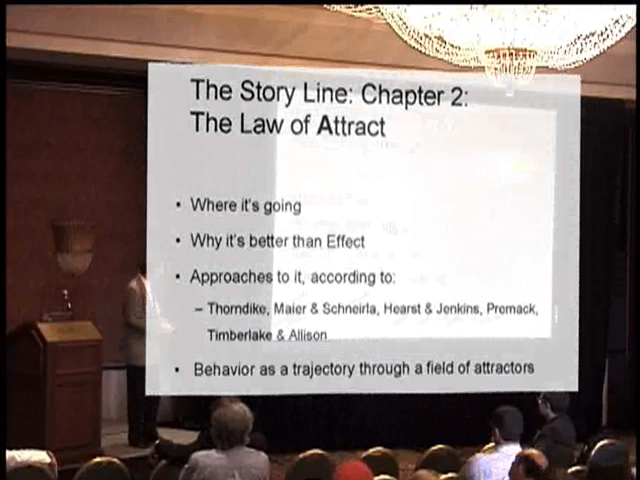 The Story Line: Chapter 2:
The Law of Attract
• Where it's going
• Why it's better than Effect
• Approaches to it, according to:
– Thorndike, Maier & Schneirla, Hearst & Jenkins, Premack,
Timberlake & Allison
• Behavior as a trajectory through a field of attractors